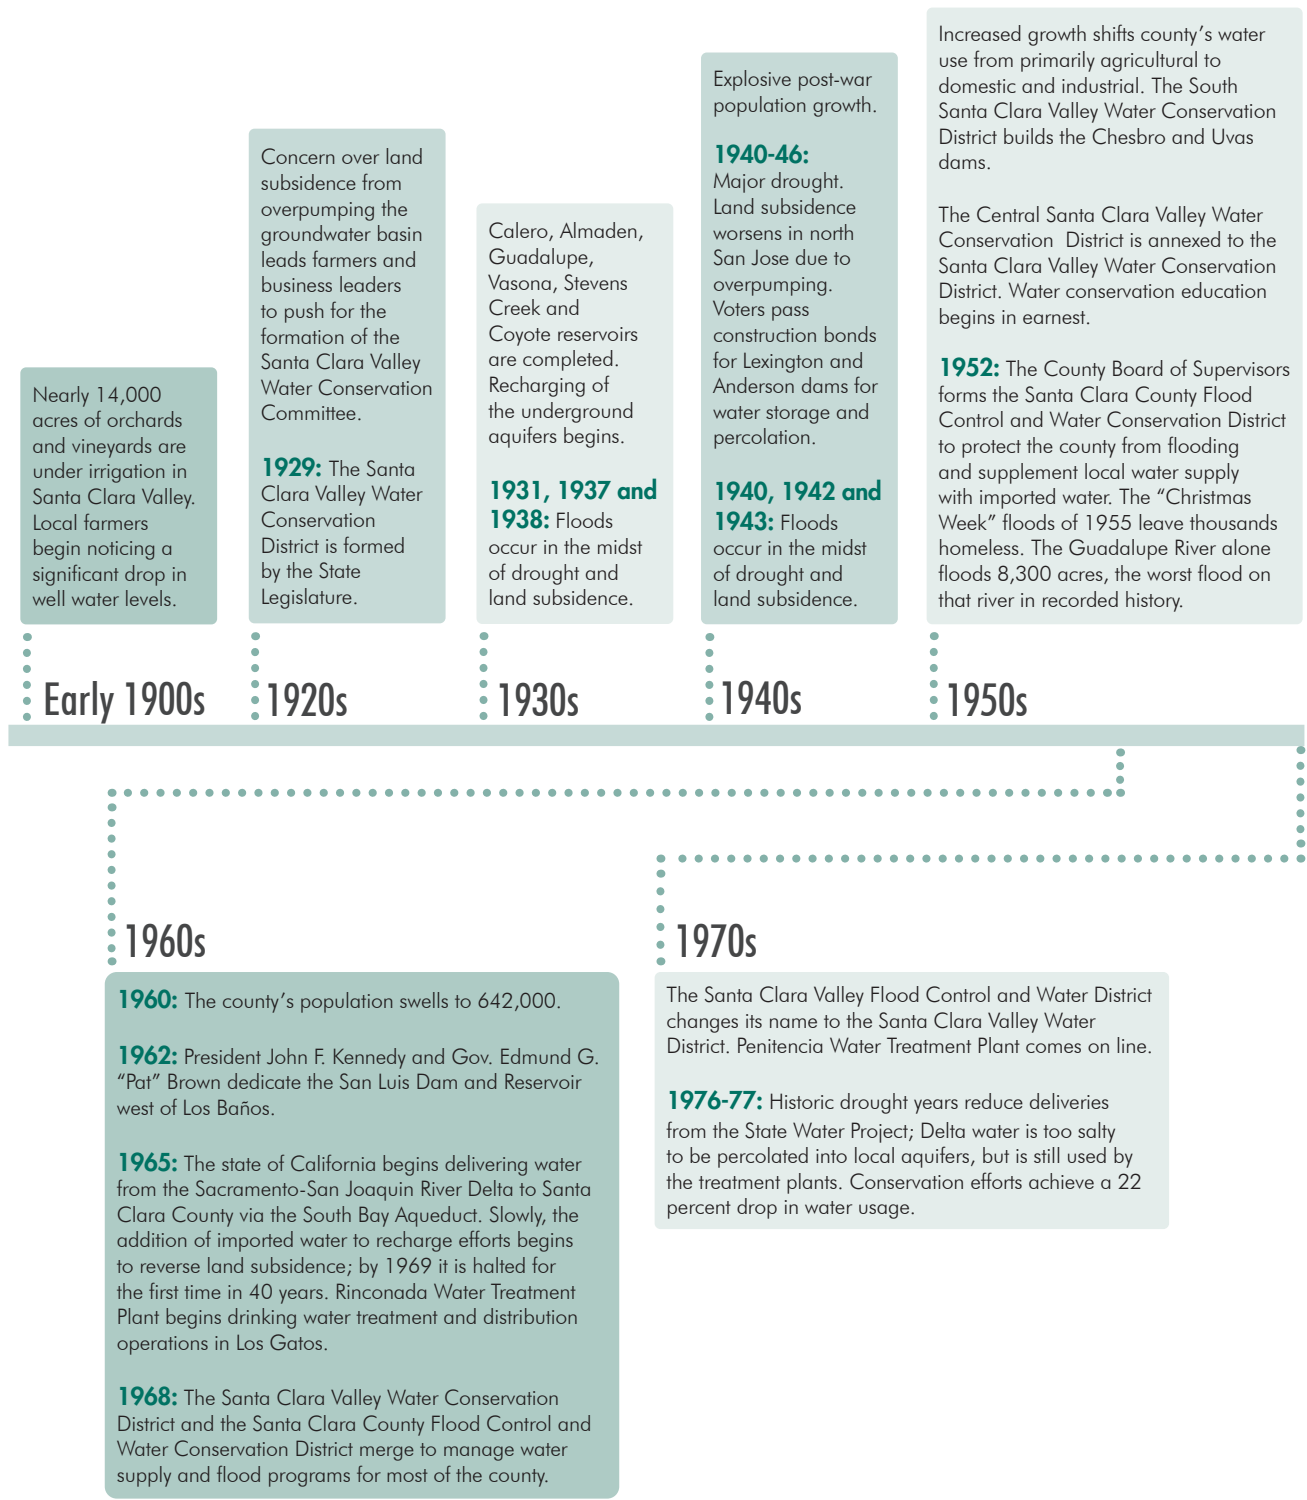 Nearly 14,000
acres of orchards
and vineyards are
under irrigation in
Santa Clara Valley.
Local farmers
begin noticing a
significant drop in
well water levels.
Early 1900s
Concern over land
subsidence from
overpumping the
groundwater basin
leads farmers and
business leaders
to push for the
formation of the
Santa Clara Valley
Water Conservation
Committee.
1929: The Santa
Clara Valley Water
Conservation
District is formed
by the State
Legislature.
1920s
Calero, Almaden,
Guadalupe,
Vasona, Stevens
Creek and
Coyote reservoirs
are completed.
Recharging of
the underground
aquifers begins.
1931, 1937 and
1938: Floods
occur in the midst
of drought and
land subsidence.
1930s
Explosive post-war
population growth.
1940-46:
Major drought.
Land subsidence
worsens in north
San Jose due to
overpumping.
Voters pass
construction bonds
for Lexington and
Anderson dams for
water storage and
percolation.
1940, 1942 and
1943: Floods
occur in the midst
of drought and
land subsidence.
1940s
Increased growth shifts county's water
use from primarily agricultural to
domestic and industrial. The South
Santa Clara Valley Water Conservation
District builds the Chesbro and Uvas
dams.
The Central Santa Clara Valley Water
Conservation District is annexed to the
Santa Clara Valley Water Conservation
District. Water conservation education
begins in earnest.
1952: The County Board of Supervisors
forms the Santa Clara County Flood
Control and Water Conservation District
to protect the county from flooding
and supplement local water supply
with imported water. The “Christmas
Week” floods of 1955 leave thousands
homeless. The Guadalupe River alone
floods 8,300 acres, the worst flood on
that river in recorded history.
1950s
1960s
1960: The county's population swells to 642,000.
1962: President John F. Kennedy and Gov. Edmund G.
“Pat” Brown dedicate the San Luis Dam and Reservoir
west of Los Baños.
1965: The state of California begins delivering water
from the Sacramento-San Joaquin River Delta to Santa
Clara County via the South Bay Aqueduct. Slowly, the
addition of imported water to recharge efforts begins
to reverse land subsidence; by 1969 it is halted for
the first time in 40 years. Rinconada Water Treatment
Plant begins drinking water treatment and distribution
operations in Los Gatos.
1968: The Santa Clara Valley Water Conservation
District and the Santa Clara County Flood Control and
Water Conservation District merge to manage water
supply and flood programs for most of the county.
1970s
The Santa Clara Valley Flood Control and Water District
changes its name to the Santa Clara Valley Water
District. Penitencia Water Treatment Plant comes on line.
1976-77: Historic drought years reduce deliveries
from the State Water Project; Delta water is too salty
to be percolated into local aquifers, but is still used by
the treatment plants. Conservation efforts achieve a 22
percent drop in water usage.